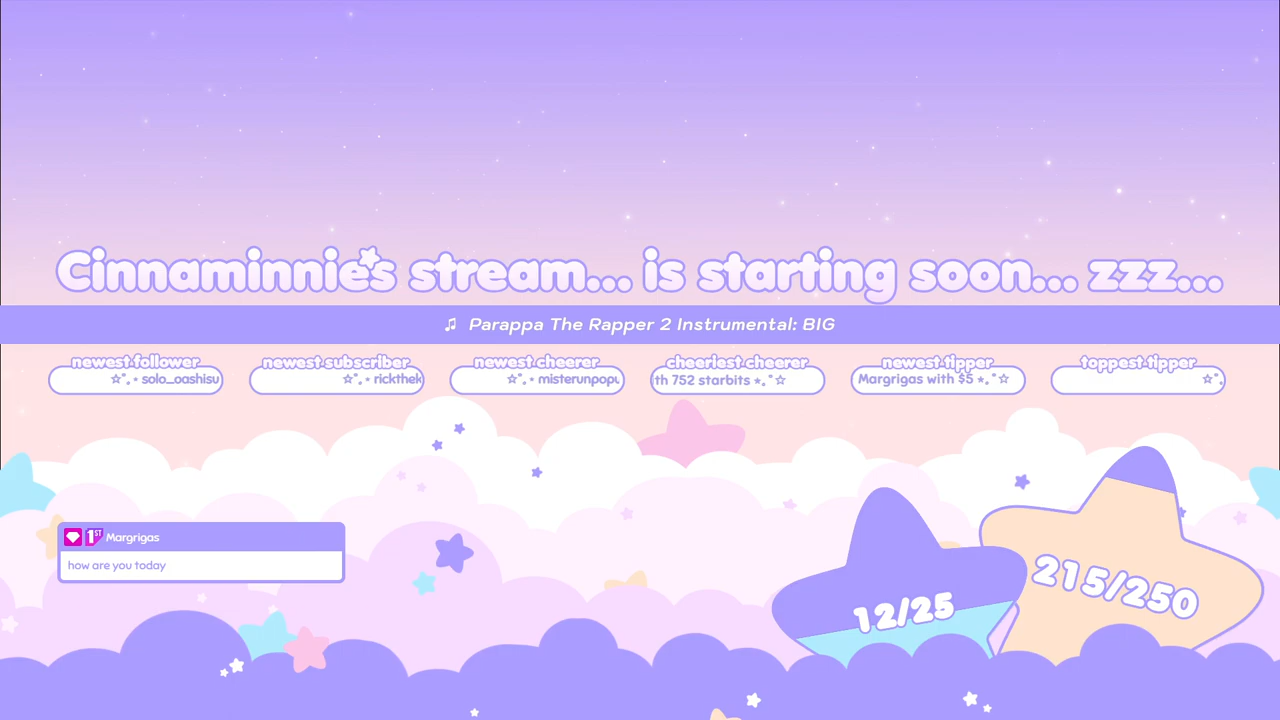 Cinnaminnie's stream... is starting soon... zzz...
♫ Parappa The Rapper 2 Instrumental: BIG
newest follower
newest subscriber
newest cheerer
cheeriest cheerer
newest tipper
toppest tipper
solo_oashisu
rickthek
misterunpopu
th 752 starbits
Margrigas with $5
1ST Margrigas
how are you today
12/25
215/250